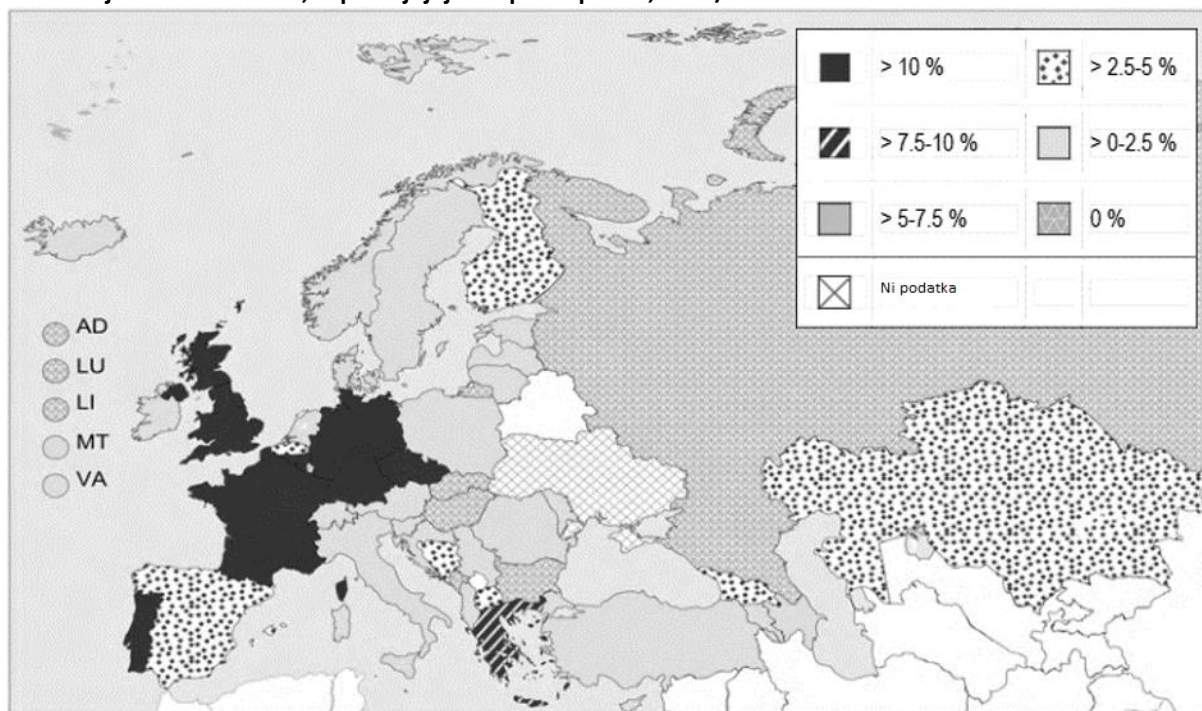 > 10 %
> 2.5-5 %
> 7.5-10 %
> 0-2.5 %
> 5-7.5 %
0 %
Ni podatka
AD
LU
LI
MT
VA